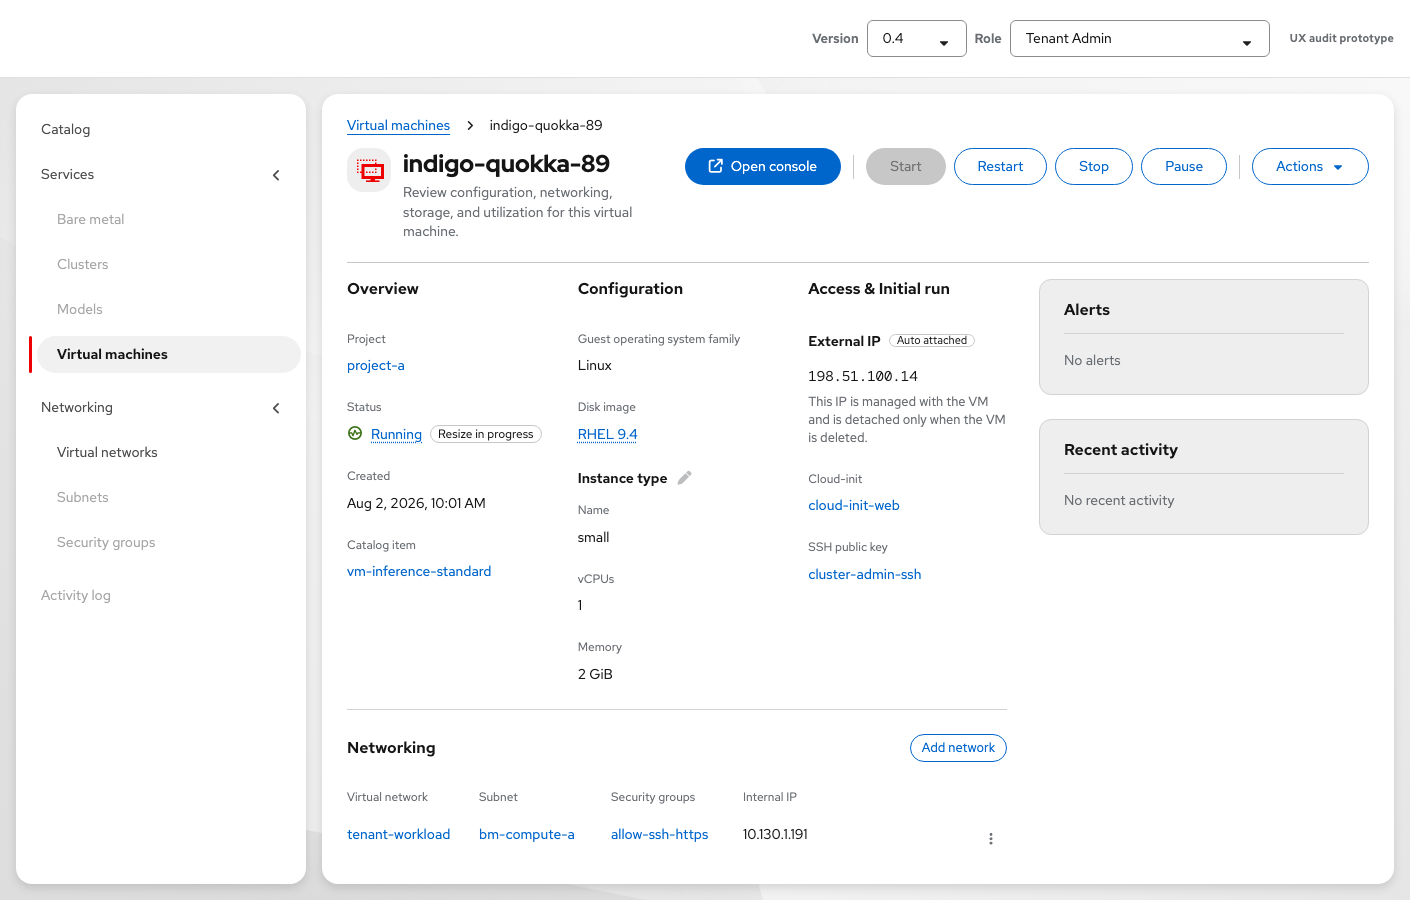 Version 0.4 Role Tenant Admin UX audit prototype
Catalog
Services
Bare metal
Clusters
Models
Virtual machines
Networking
Virtual networks
Subnets
Security groups
Activity log
Virtual machines indigo-quokka-89
indigo-quokka-89
Review configuration, networking,
storage, and utilization for this virtual
machine.
Open console Start Restart Stop Pause Actions
Overview
Project
project-a
Status
Running Resize in progress
Created
Aug 2, 2026, 10:01 AM
Catalog item
vm-inference-standard
Configuration
Guest operating system family
Linux
Disk image
RHEL 9.4
Instance type
Name
small
vCPUs
1
Memory
2 GiB
Access & Initial run
External IP Auto attached
198.51.100.14
This IP is managed with the VM
and is detached only when the VM
is deleted.
Cloud-init
cloud-init-web
SSH public key
cluster-admin-ssh
Alerts
No alerts
Recent activity
No recent activity
Networking Add network
Virtual network Subnet Security groups Internal IP
tenant-workload bm-compute-a allow-ssh-https 10.130.1.191